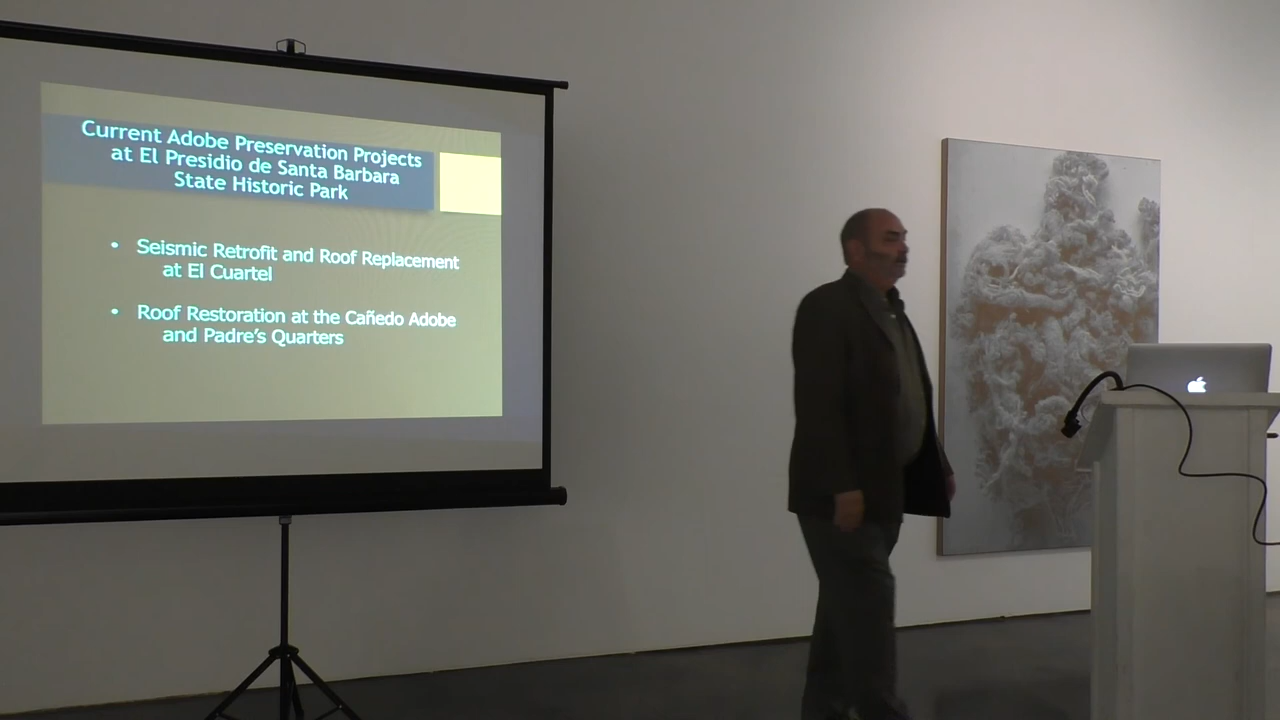 Current Adobe Preservation Projects
at El Presidio de Santa Barbara
State Historic Park
• Seismic Retrofit and Roof Replacement
at El Cuartel
• Roof Restoration at the Cañedo Adobe
and Padre's Quarters